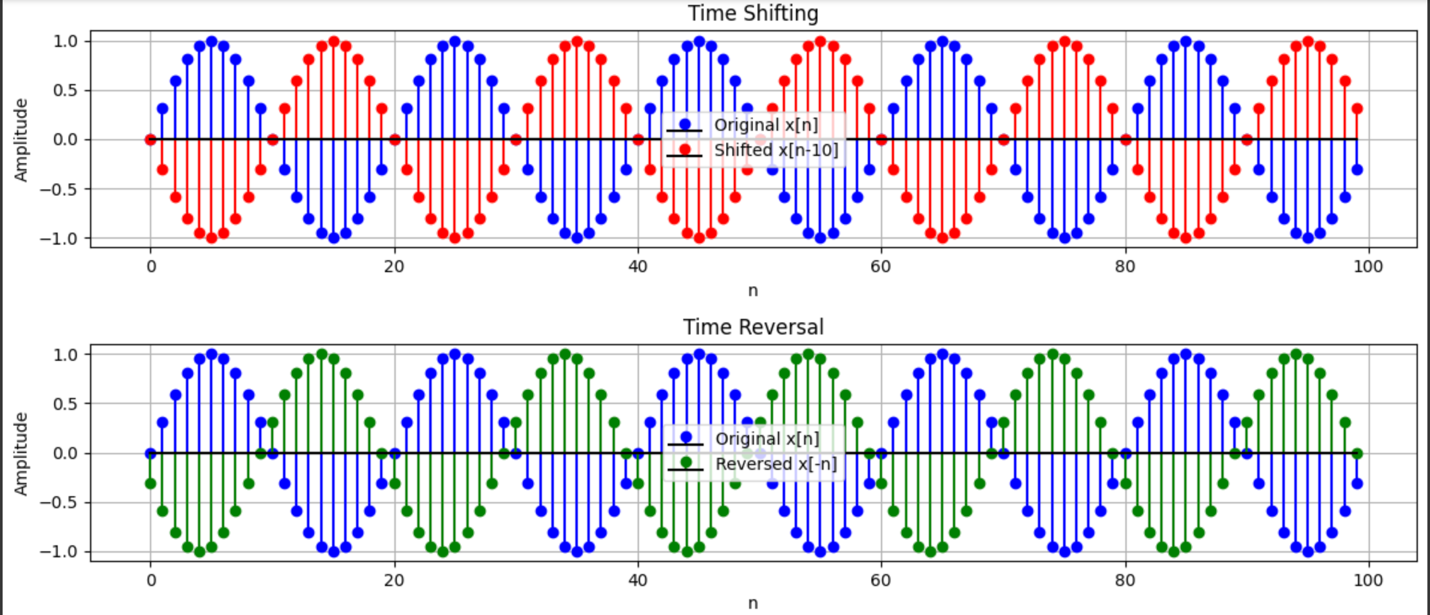 Time Shifting
1.0
0.5
0.0
−0.5
−1.0
Amplitude
Original x[n]
Shifted x[n-10]
0 20 40 60 80 100
n
Time Reversal
1.0
0.5
0.0
−0.5
−1.0
Amplitude
Original x[n]
Reversed x[-n]
0 20 40 60 80 100
n